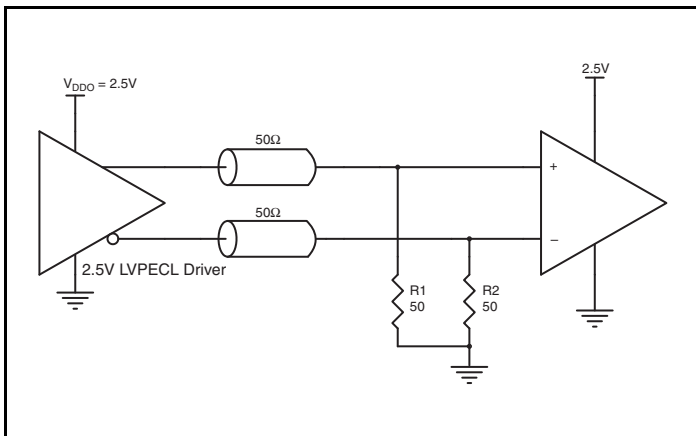 V_DDO = 2.5V
2.5V
50Ω
+
50Ω
–
2.5V LVPECL Driver
R1
50
R2
50